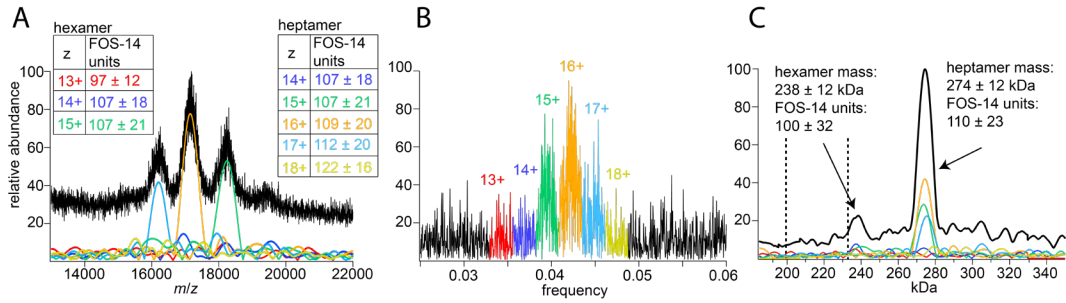 A
hexamer
z FOS-14 units
13+ 97 ± 12
14+ 107 ± 18
15+ 107 ± 21
heptamer
z FOS-14 units
14+ 107 ± 18
15+ 107 ± 21
16+ 109 ± 20
17+ 112 ± 20
18+ 122 ± 16
relative abundance
100
80
60
40
20
14000 16000 18000 20000 22000
m/z
B
100
80
60
40
20
13+
14+
15+
16+
17+
18+
0.03 0.04 0.05 0.06
frequency
C
hexamer mass:
238 ± 12 kDa
FOS-14 units:
100 ± 32
heptamer mass:
274 ± 12 kDa
FOS-14 units:
110 ± 23
100
80
60
40
20
200 220 240 260 280 300 320 340
kDa